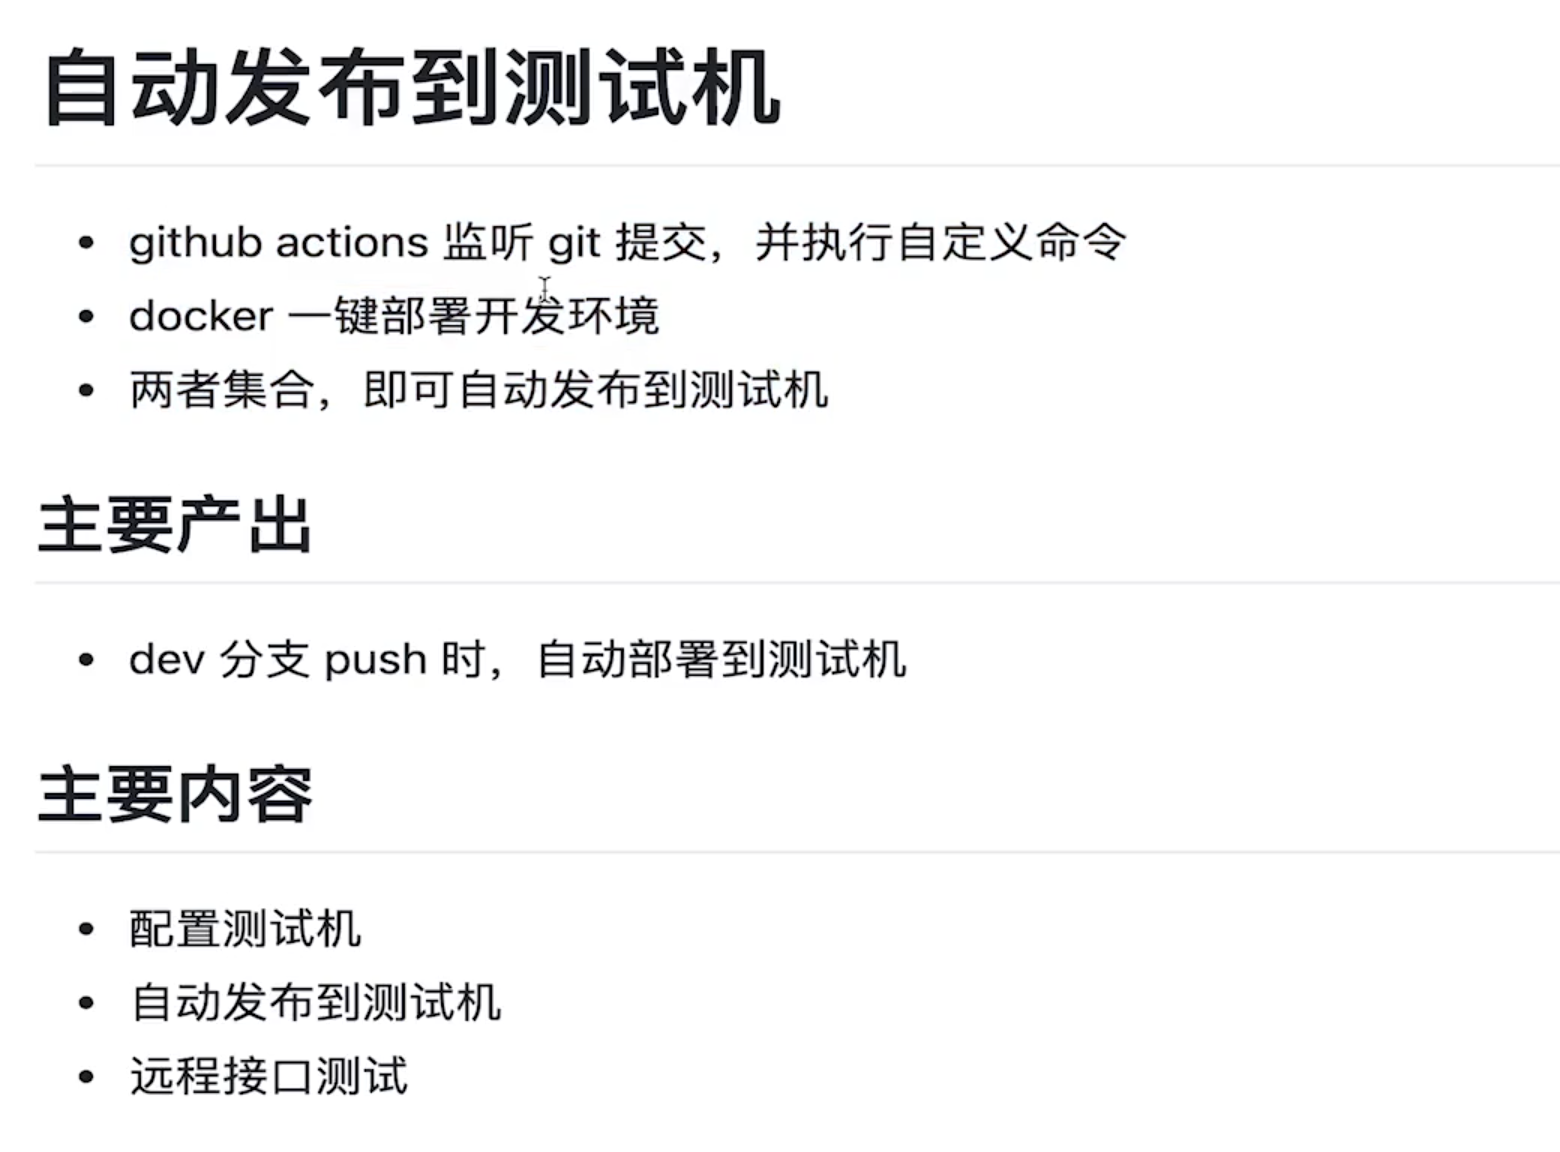 自动发布到测试机
github actions 监听 git 提交，并执行自定义命令
docker 一键部署开发环境
两者集合，即可自动发布到测试机
主要产出
dev 分支 push 时，自动部署到测试机
主要内容
配置测试机
自动发布到测试机
远程接口测试